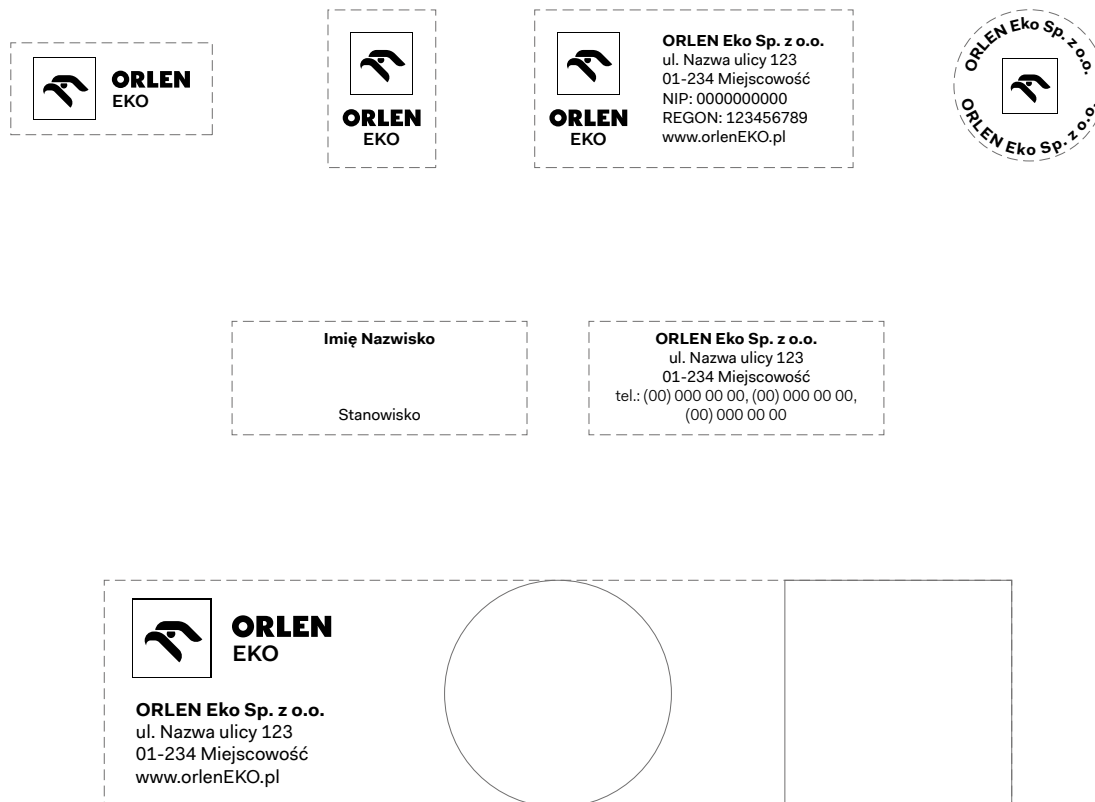 ORLEN
EKO
ORLEN
EKO
ORLEN
EKO
ORLEN Eko Sp. z o.o.
ul. Nazwa ulicy 123
01-234 Miejscowość
NIP: 0000000000
REGON: 123456789
www.orlenEKO.pl
ORLEN Eko Sp. z o.o.
ORLEN Eko Sp. z o.o.
Imię Nazwisko
Stanowisko
ORLEN Eko Sp. z o.o.
ul. Nazwa ulicy 123
01-234 Miejscowość
tel.: (00) 000 00 00, (00) 000 00 00,
(00) 000 00 00
ORLEN
EKO
ORLEN Eko Sp. z o.o.
ul. Nazwa ulicy 123
01-234 Miejscowość
www.orlenEKO.pl